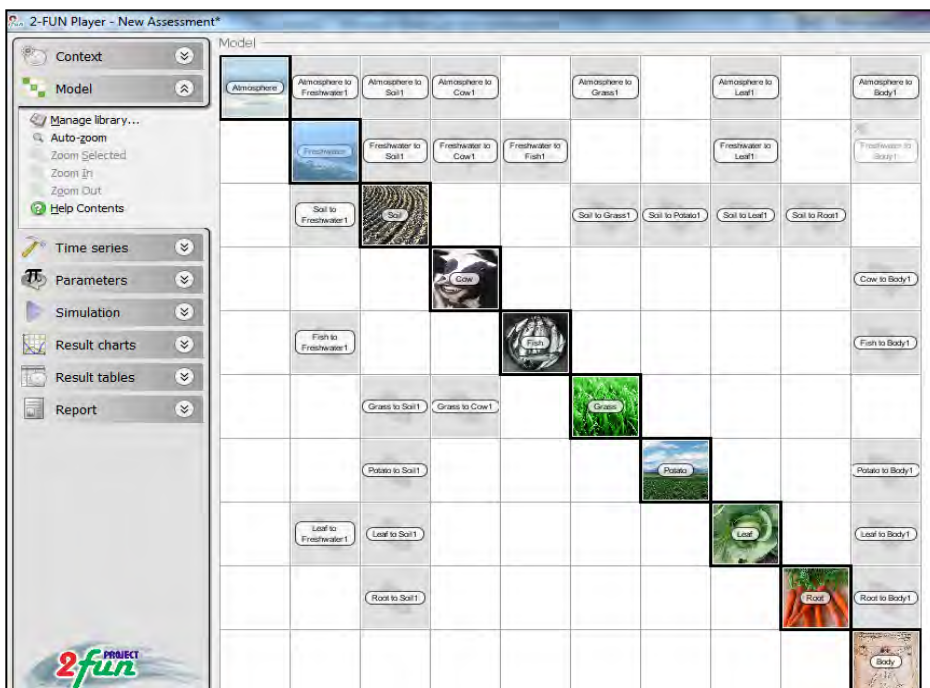 2-FUN Player - New Assessment*
Context
Model
Manage library...
Auto-zoom
Zoom Selected
Zoom In
Zoom Out
Help Contents
Time series
Parameters
Simulation
Result charts
Result tables
Report
2fun PROJECT
Model
Atmosphere
Atmosphere to
Freshwater1
Atmosphere to
Soil1
Atmosphere to
Cow1
Atmosphere to
Grass1
Atmosphere to
Leaf1
Atmosphere to
Body1
Freshwater
Freshwater to
Soil1
Freshwater to
Cow1
Freshwater to
Fish1
Freshwater to
Leaf1
Freshwater to
Body1
Soil to
Freshwater1
Soil
Soil to Grass1
Soil to Potato1
Soil to Leaf1
Soil to Root1
Cow
Cow to Body1
Fish to
Freshwater1
Fish
Fish to Body1
Grass to Soil1
Grass to Cow1
Grass
Potato to Soil1
Potato
Potato to Body1
Leaf to
Freshwater1
Leaf to Soil1
Leaf
Leaf to Body1
Root to Soil1
Root
Root to Body1
Body